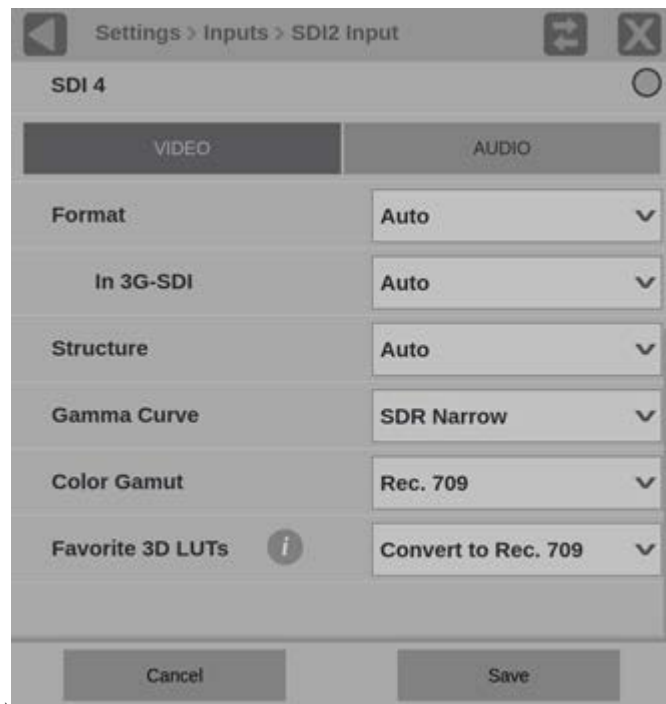 Settings > Inputs > SDI2 Input
SDI 4
VIDEO AUDIO
Format Auto
In 3G-SDI Auto
Structure Auto
Gamma Curve SDR Narrow
Color Gamut Rec. 709
Favorite 3D LUTs i Convert to Rec. 709
Cancel Save